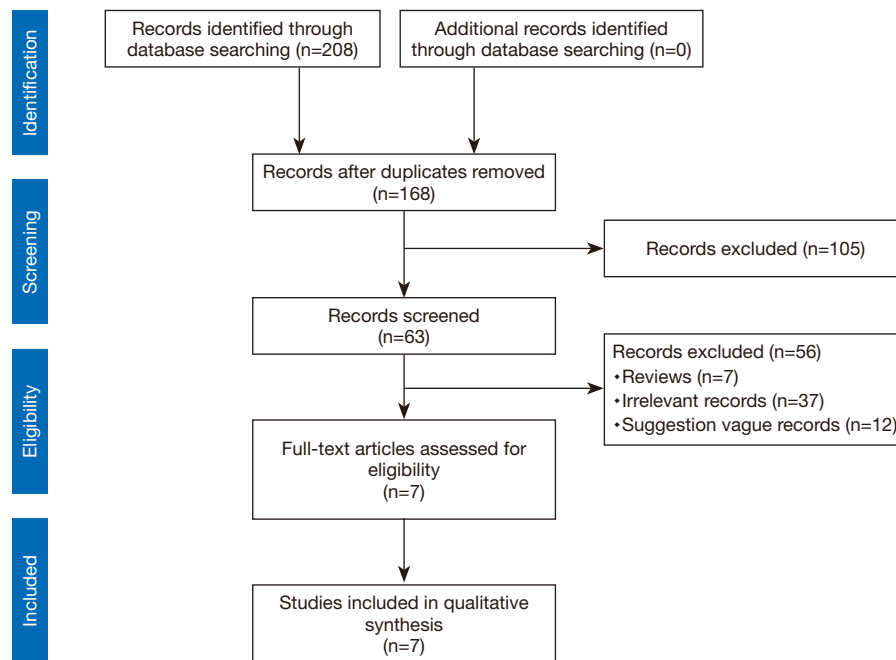 Identification
Records identified through
database searching (n=208)
Additional records identified
through database searching (n=0)
Records after duplicates removed
(n=168)
Screening
Records excluded (n=105)
Records screened
(n=63)
Eligibility
Records excluded (n=56)
•Reviews (n=7)
•Irrelevant records (n=37)
•Suggestion vague records (n=12)
Full-text articles assessed for
eligibility
(n=7)
Included
Studies included in qualitative
synthesis
(n=7)